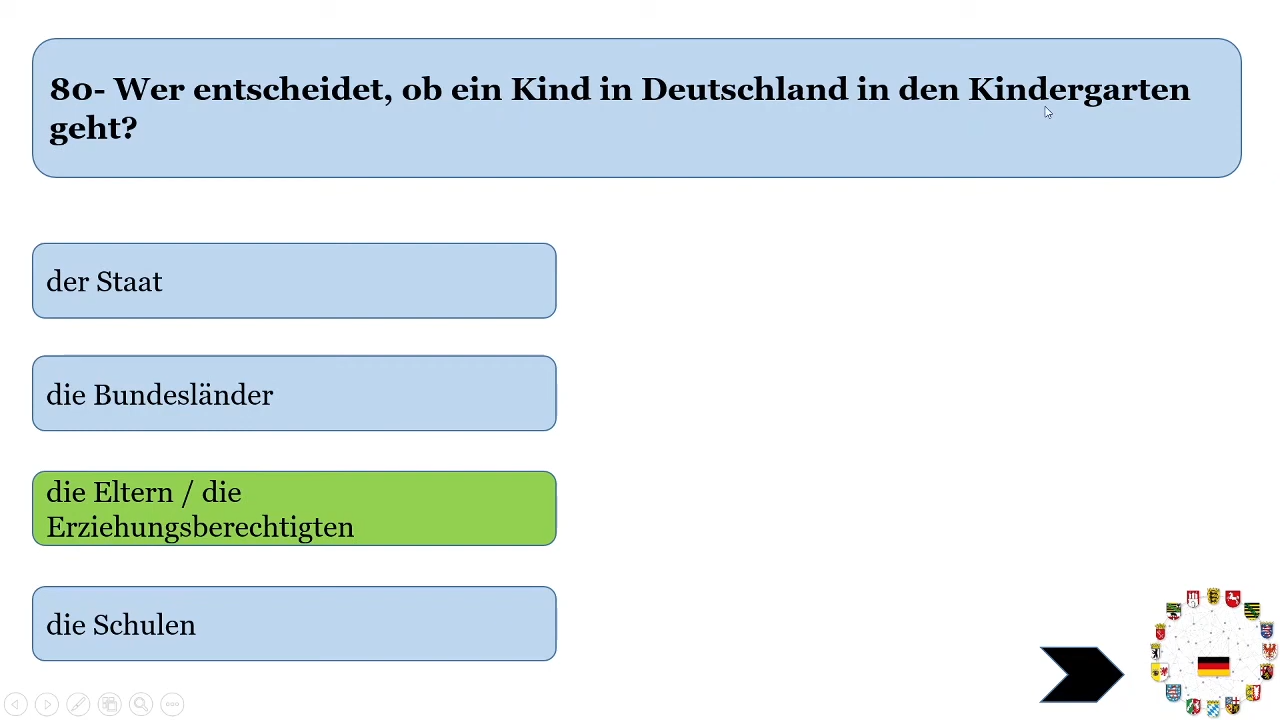 80- Wer entscheidet, ob ein Kind in Deutschland in den Kindergarten
geht?
der Staat
die Bundesländer
die Eltern / die
Erziehungsberechtigten
die Schulen